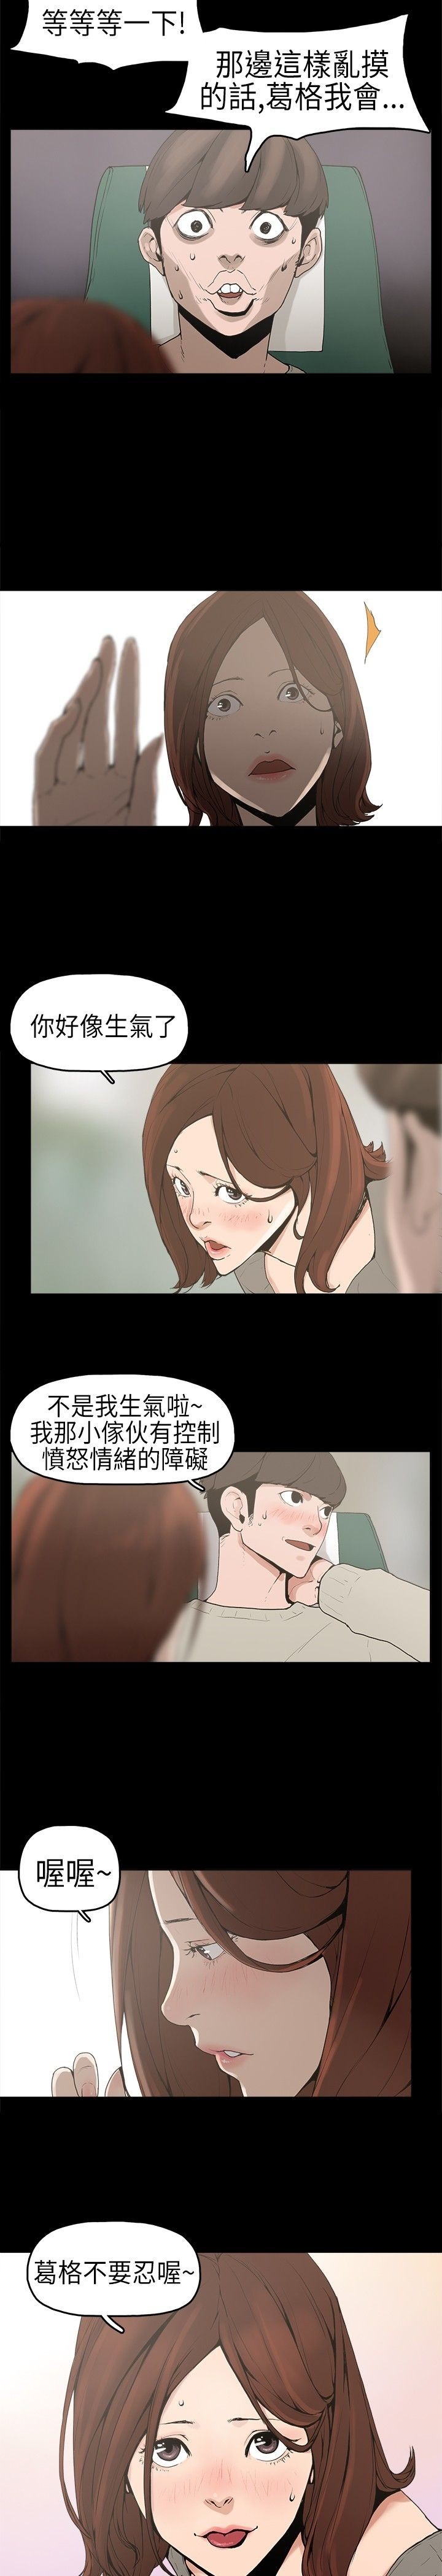 等等等一下!
那邊這樣亂摸
的話,葛格我會...
你好像生氣了
不是我生氣啦~
我那小傢伙有控制
憤怒情緒的障礙
喔喔~
葛格不要忍喔~